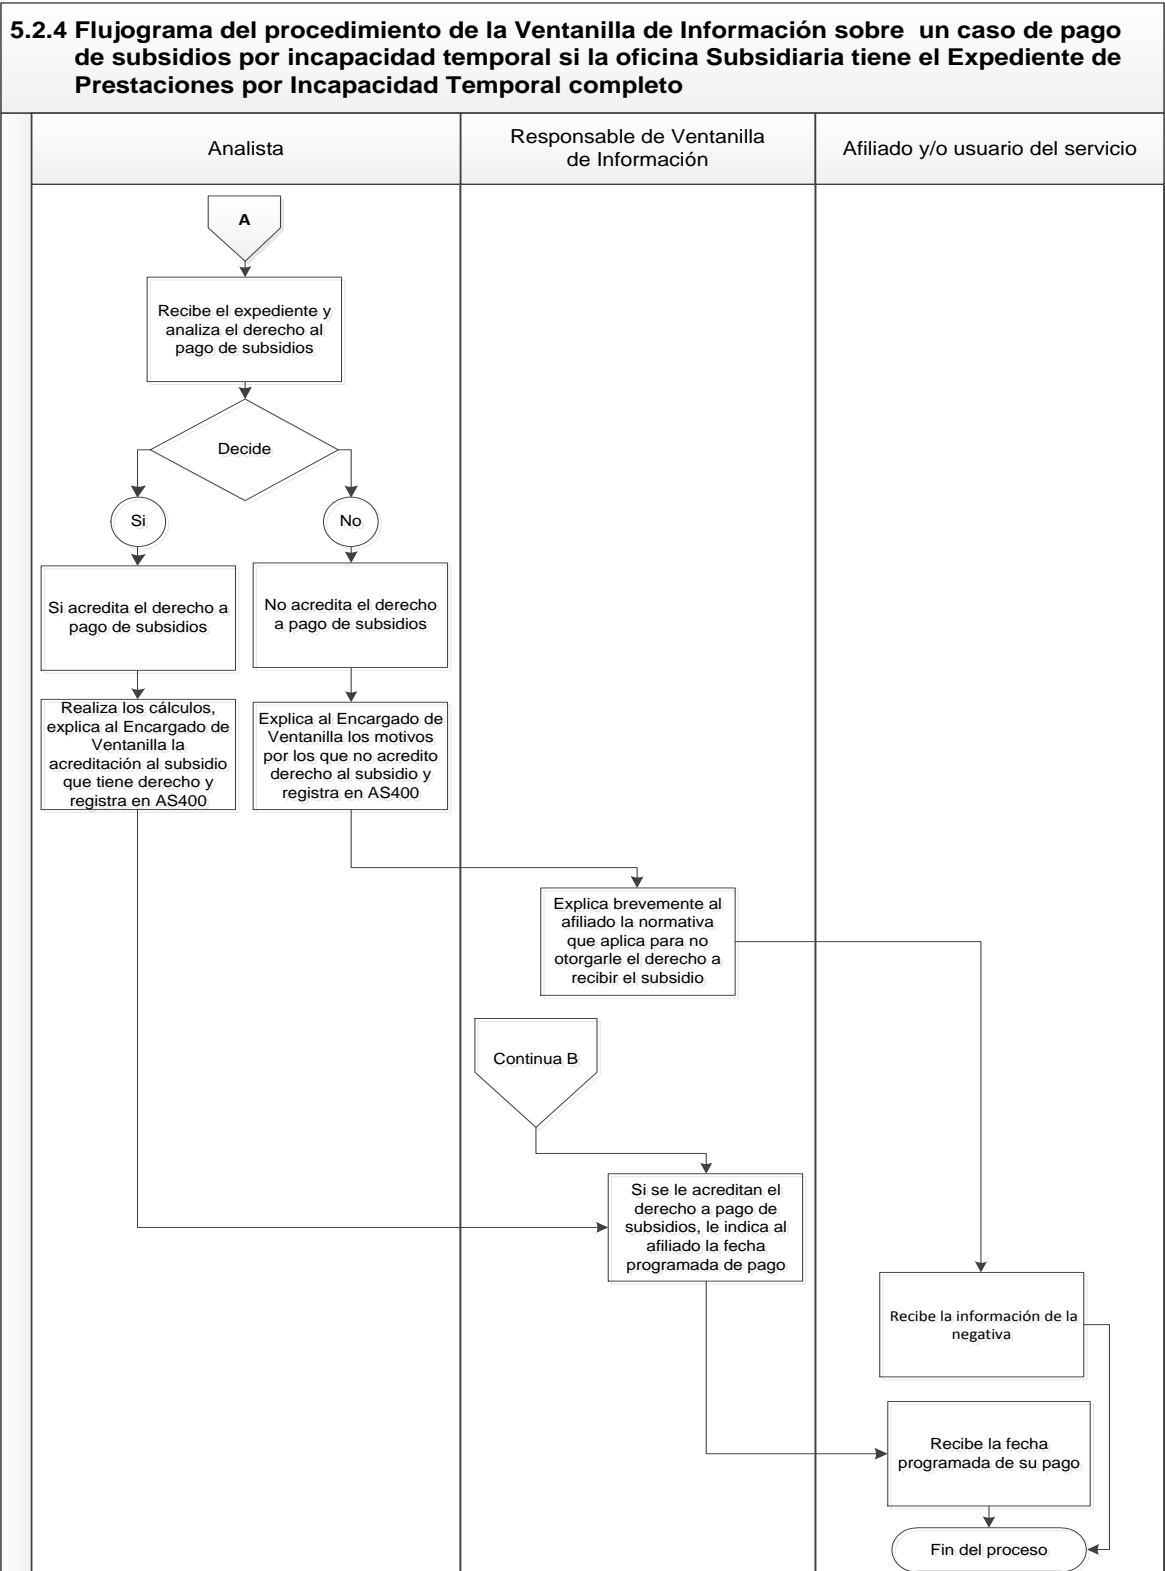 5.2.4 Flujograma del procedimiento de la Ventanilla de Información sobre un caso de pago
de subsidios por incapacidad temporal si la oficina Subsidiaria tiene el Expediente de
Prestaciones por Incapacidad Temporal completo
Analista
Responsable de Ventanilla
de Información
Afiliado y/o usuario del servicio
A
Recibe el expediente y
analiza el derecho al
pago de subsidios
Decide
Si
No
Si acredita el derecho a
pago de subsidios
No acredita el derecho
a pago de subsidios
Realiza los cálculos,
explica al Encargado de
Ventanilla la
acreditación al subsidio
que tiene derecho y
registra en AS400
Explica al Encargado de
Ventanilla los motivos
por los que no acredito
derecho al subsidio y
registra en AS400
Explica brevemente al
afiliado la normativa
que aplica para no
otorgarle el derecho a
recibir el subsidio
Continua B
Si se le acreditan el
derecho a pago de
subsidios, le indica al
afiliado la fecha
programada de pago
Recibe la información de la
negativa
Recibe la fecha
programada de su pago
Fin del proceso